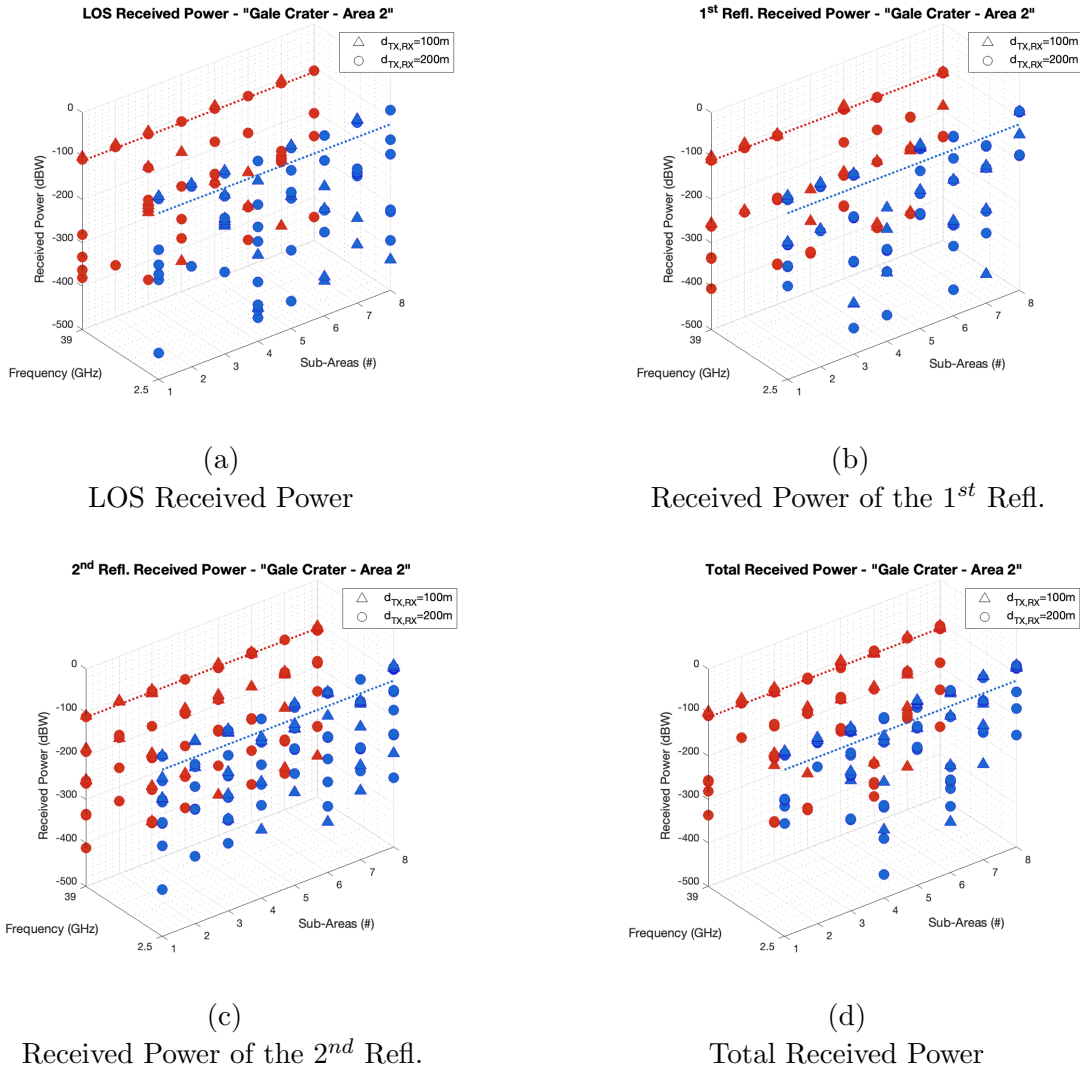 LOS Received Power - "Gale Crater - Area 2"
d_TX,RX=100m
d_TX,RX=200m
0
-100
-200
-300
-400
-500
Received Power (dBW)
39
2.5
Frequency (GHz)
1
2
3
4
5
6
7
8
Sub-Areas (#)
(a)
LOS Received Power
1st Refl. Received Power - "Gale Crater - Area 2"
d_TX,RX=100m
d_TX,RX=200m
0
-100
-200
-300
-400
-500
Received Power (dBW)
39
2.5
Frequency (GHz)
1
2
3
4
5
6
7
8
Sub-Areas (#)
(b)
Received Power of the 1st Refl.
2nd Refl. Received Power - "Gale Crater - Area 2"
d_TX,RX=100m
d_TX,RX=200m
0
-100
-200
-300
-400
-500
Received Power (dBW)
39
2.5
Frequency (GHz)
1
2
3
4
5
6
7
8
Sub-Areas (#)
(c)
Received Power of the 2nd Refl.
Total Received Power - "Gale Crater - Area 2"
d_TX,RX=100m
d_TX,RX=200m
0
-100
-200
-300
-400
-500
Received Power (dBW)
39
2.5
Frequency (GHz)
1
2
3
4
5
6
7
8
Sub-Areas (#)
(d)
Total Received Power